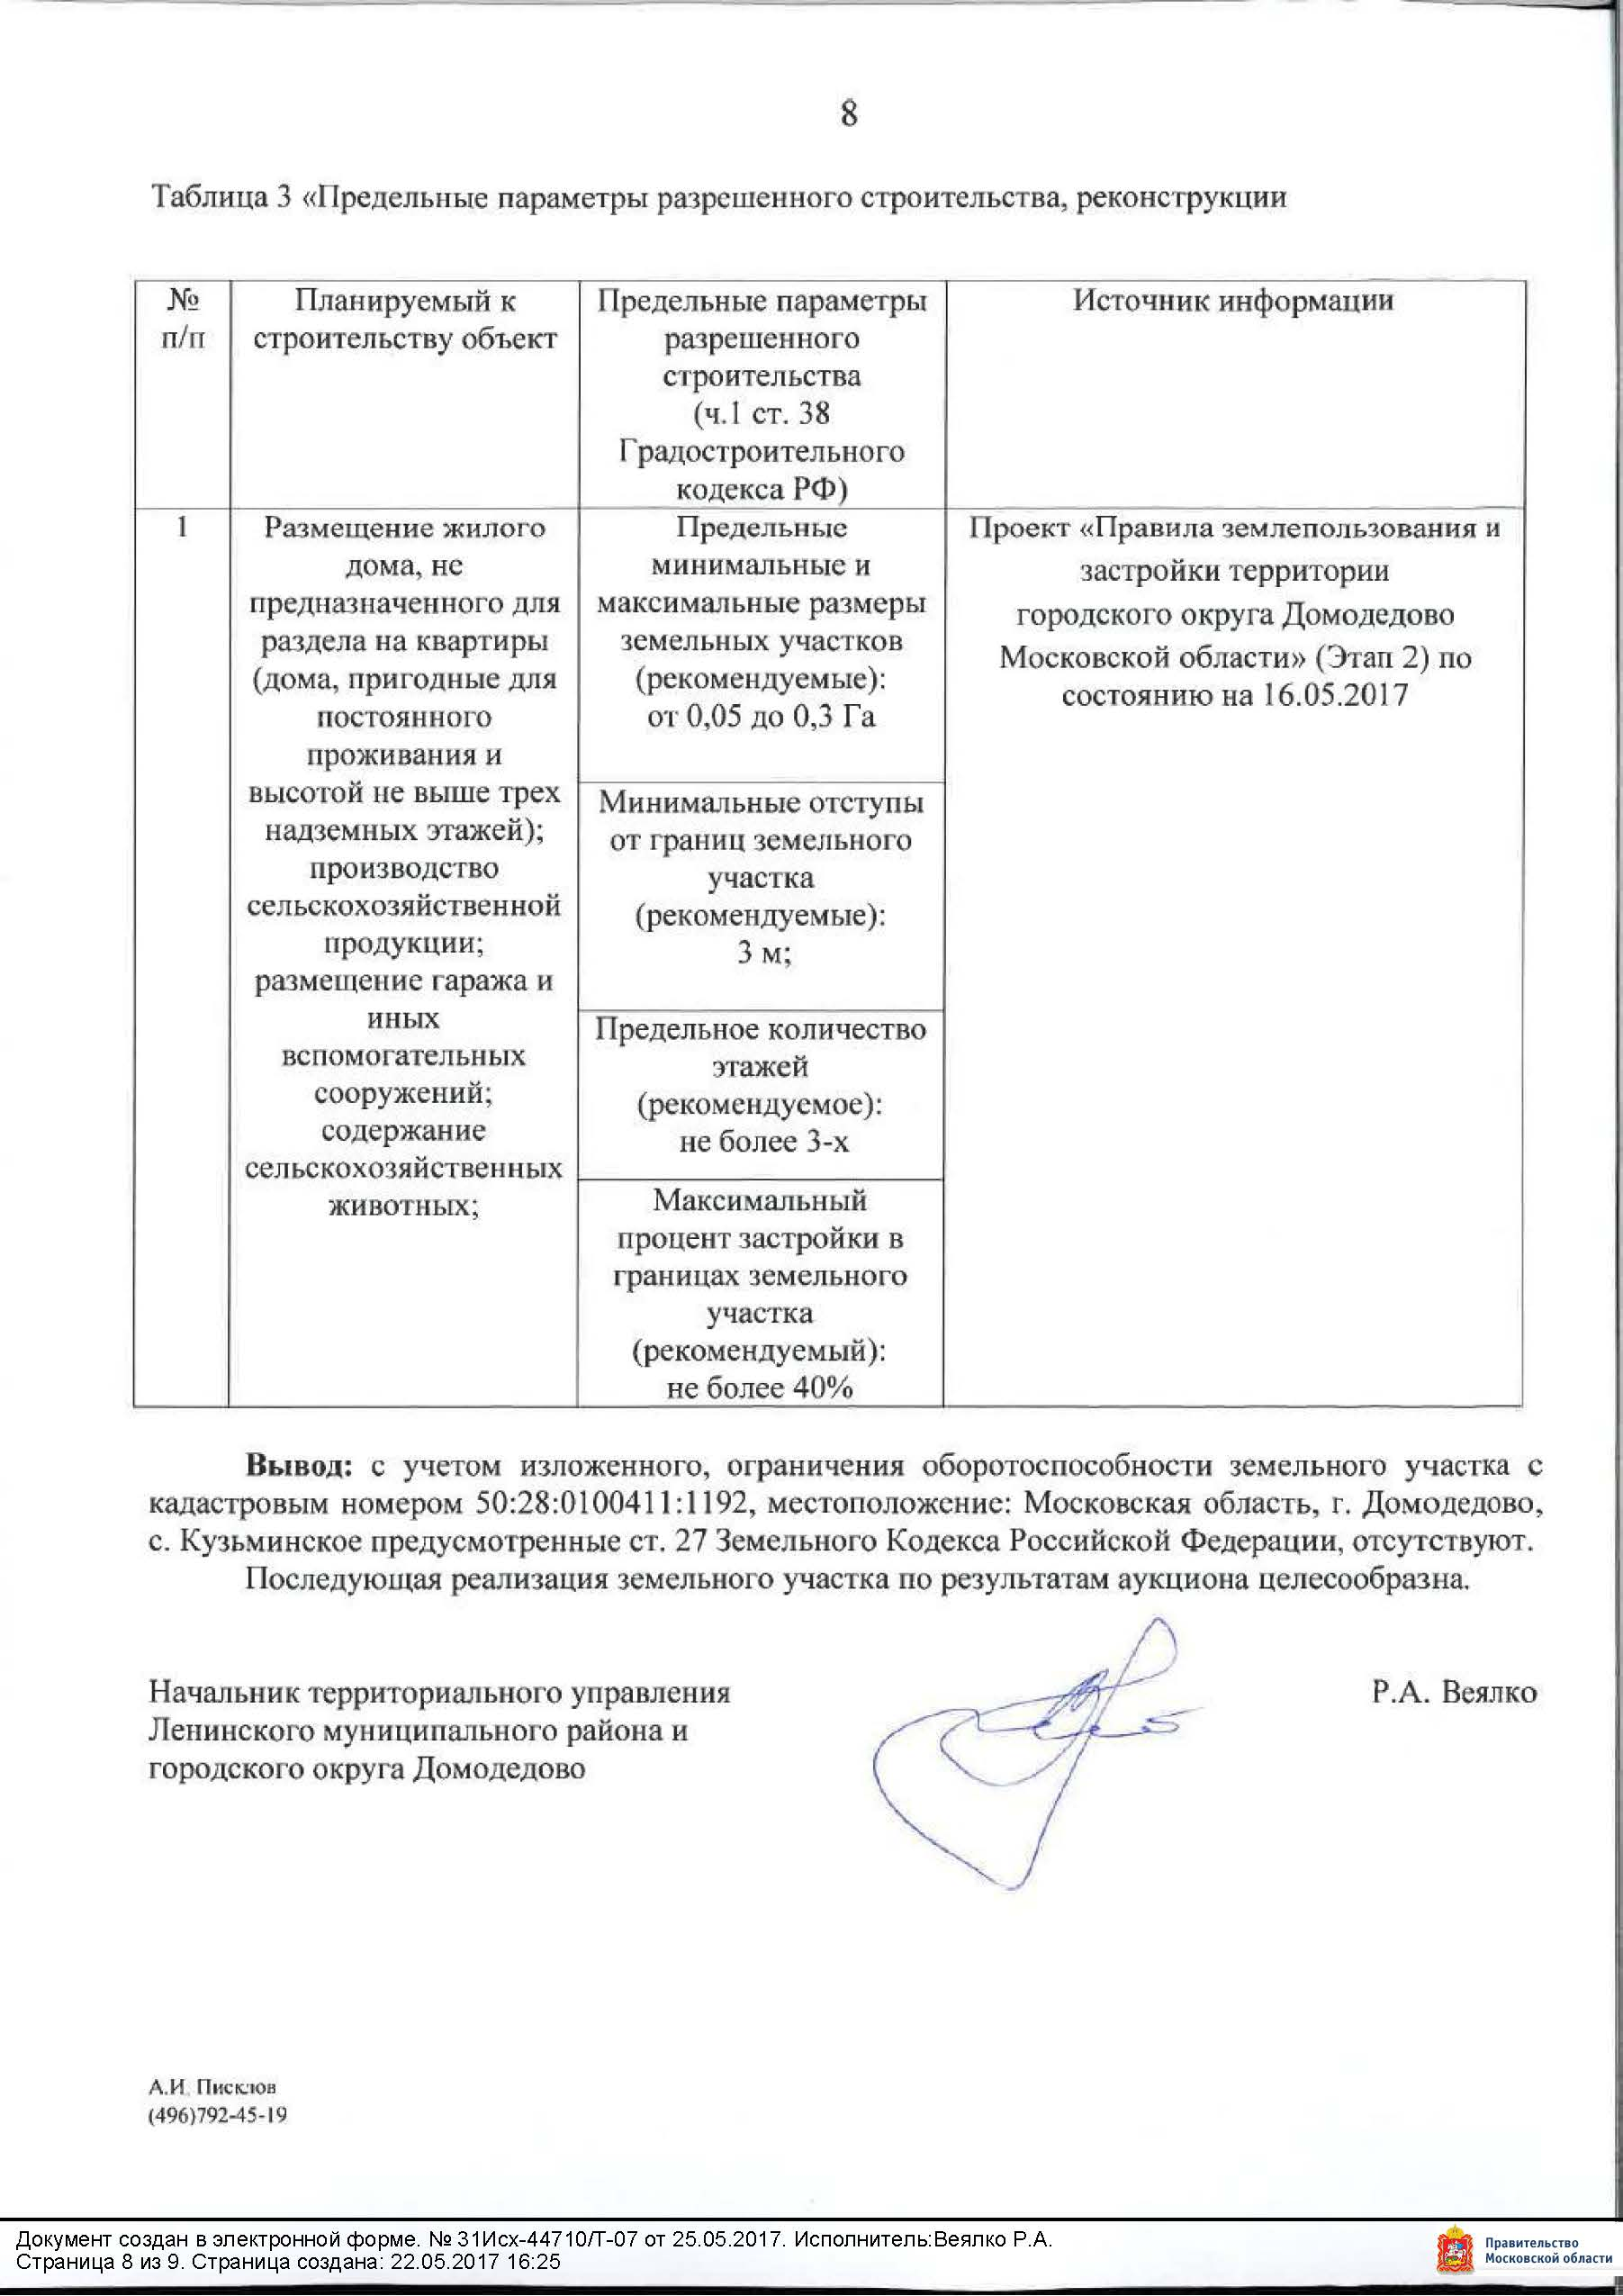 8
Таблица 3 «Предельные параметры разрешенного строительства, реконструкции
№
п/п
Планируемый к
строительству объект
Предельные параметры
разрешенного
строительства
(ч.1 ст. 38
Градостроительного
кодекса РФ)
Источник информации
1
Размещение жилого
дома, не
предназначенного для
раздела на квартиры
(дома, пригодные для
постоянного
проживания и
высотой не выше трех
надземных этажей);
производство
сельскохозяйственной
продукции;
размещение гаража и
иных
вспомогательных
сооружений;
содержание
сельскохозяйственных
животных;
Предельные
минимальные и
максимальные размеры
земельных участков
(рекомендуемые):
от 0,05 до 0,3 Га
Минимальные отступы
от границ земельного
участка
(рекомендуемые):
3 м;
Предельное количество
этажей
(рекомендуемое):
не более 3-х
Максимальный
процент застройки в
границах земельного
участка
(рекомендуемый):
не более 40%
Проект «Правила землепользования и
застройки территории
городского округа Домодедово
Московской области» (Этап 2) по
состоянию на 16.05.2017
Вывод: с учетом изложенного, ограничения оборотоспособности земельного участка с
кадастровым номером 50:28:0100411:1192, местоположение: Московская область, г. Домодедово,
с. Кузьминское предусмотренные ст. 27 Земельного Кодекса Российской Федерации, отсутствуют.
Последующая реализация земельного участка по результатам аукциона целесообразна.
Начальник территориального управления
Ленинского муниципального района и
городского округа Домодедово
Р.А. Веялко
А.И. Писклов
(496)792-45-19
Документ создан в электронной форме. № 31Исх-44710/Т-07 от 25.05.2017. Исполнитель:Веялко Р.А.
Страница 8 из 9. Страница создана: 22.05.2017 16:25
Правительство
Московской области